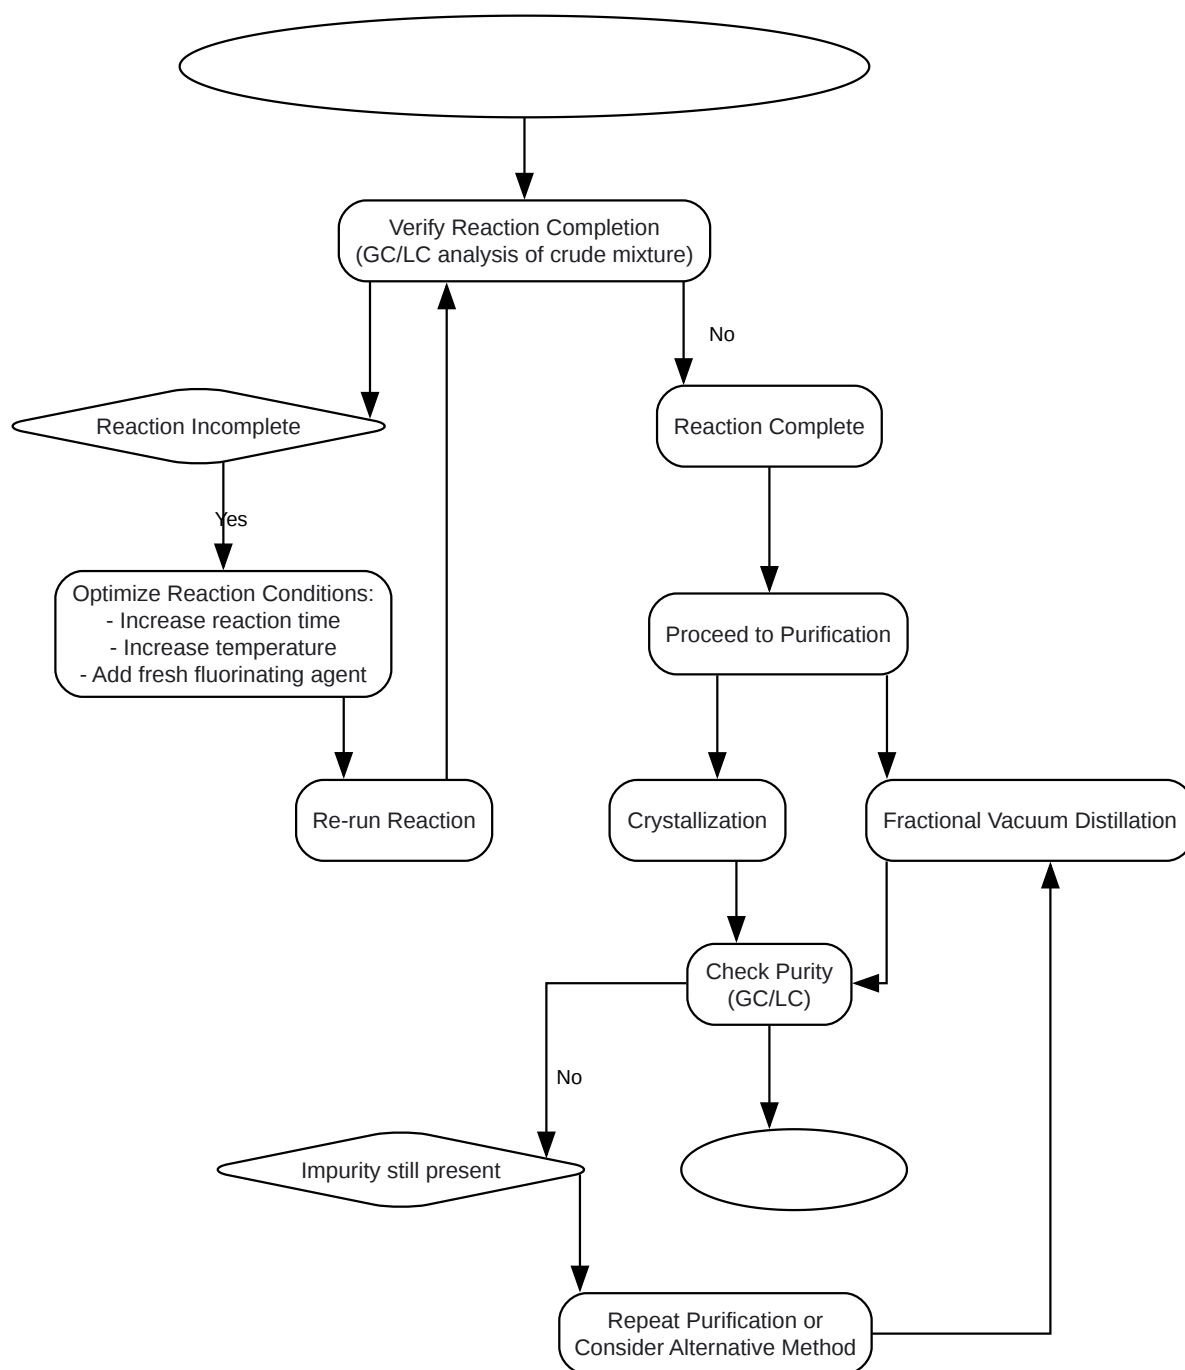 Verify Reaction Completion
(GC/LC analysis of crude mixture)
No
Reaction Incomplete
Reaction Complete
Yes
Optimize Reaction Conditions:
- Increase reaction time
- Increase temperature
- Add fresh fluorinating agent
Proceed to Purification
Re-run Reaction
Crystallization
Fractional Vacuum Distillation
Check Purity
(GC/LC)
No
Impurity still present
Repeat Purification or
Consider Alternative Method